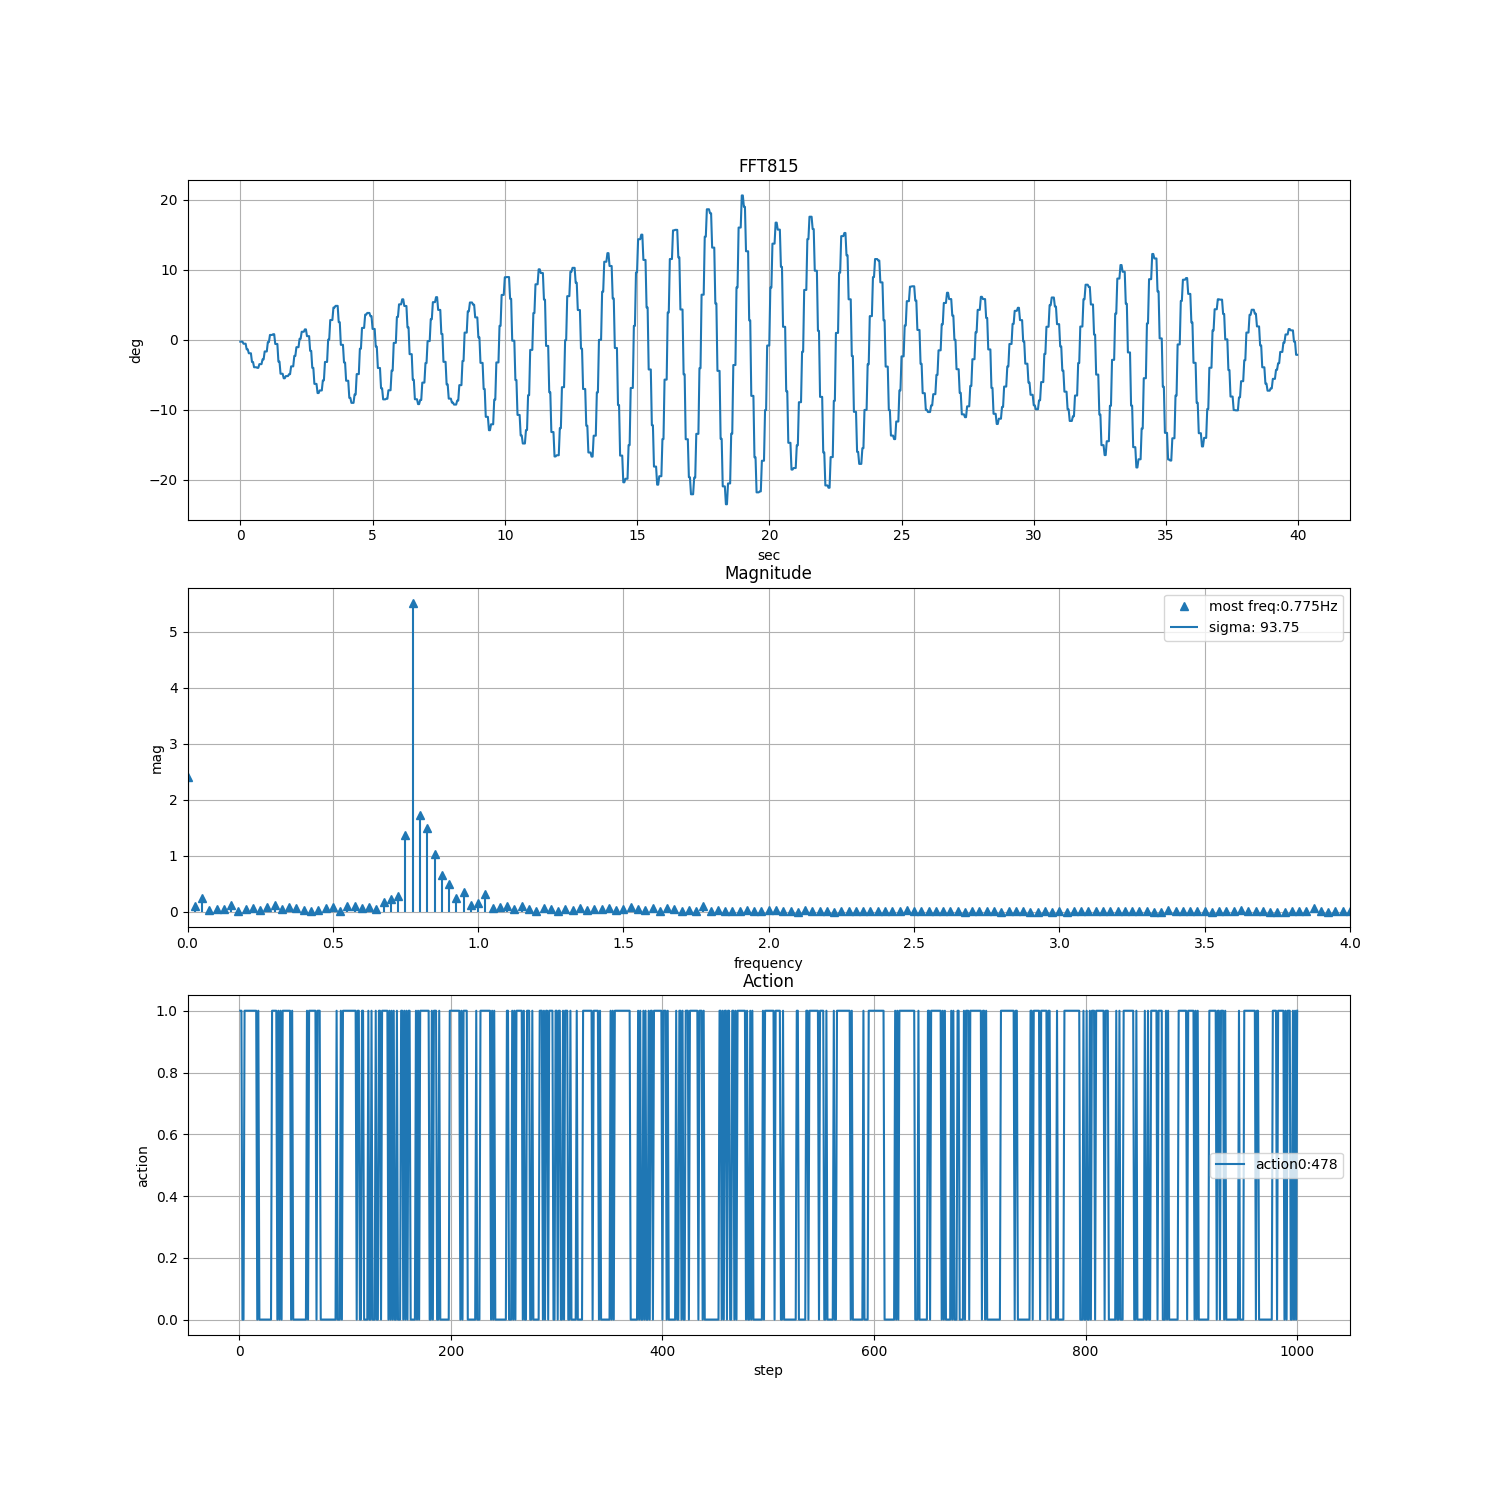 FFT815
20
10
0
−10
−20
deg
0 5 10 15 20 25 30 35 40
sec
Magnitude
most freq:0.775Hz
sigma: 93.75
5
4
3
2
1
0
mag
0.0 0.5 1.0 1.5 2.0 2.5 3.0 3.5 4.0
frequency
Action
1.0
0.8
0.6
0.4
0.2
0.0
action
action0:478
0 200 400 600 800 1000
step